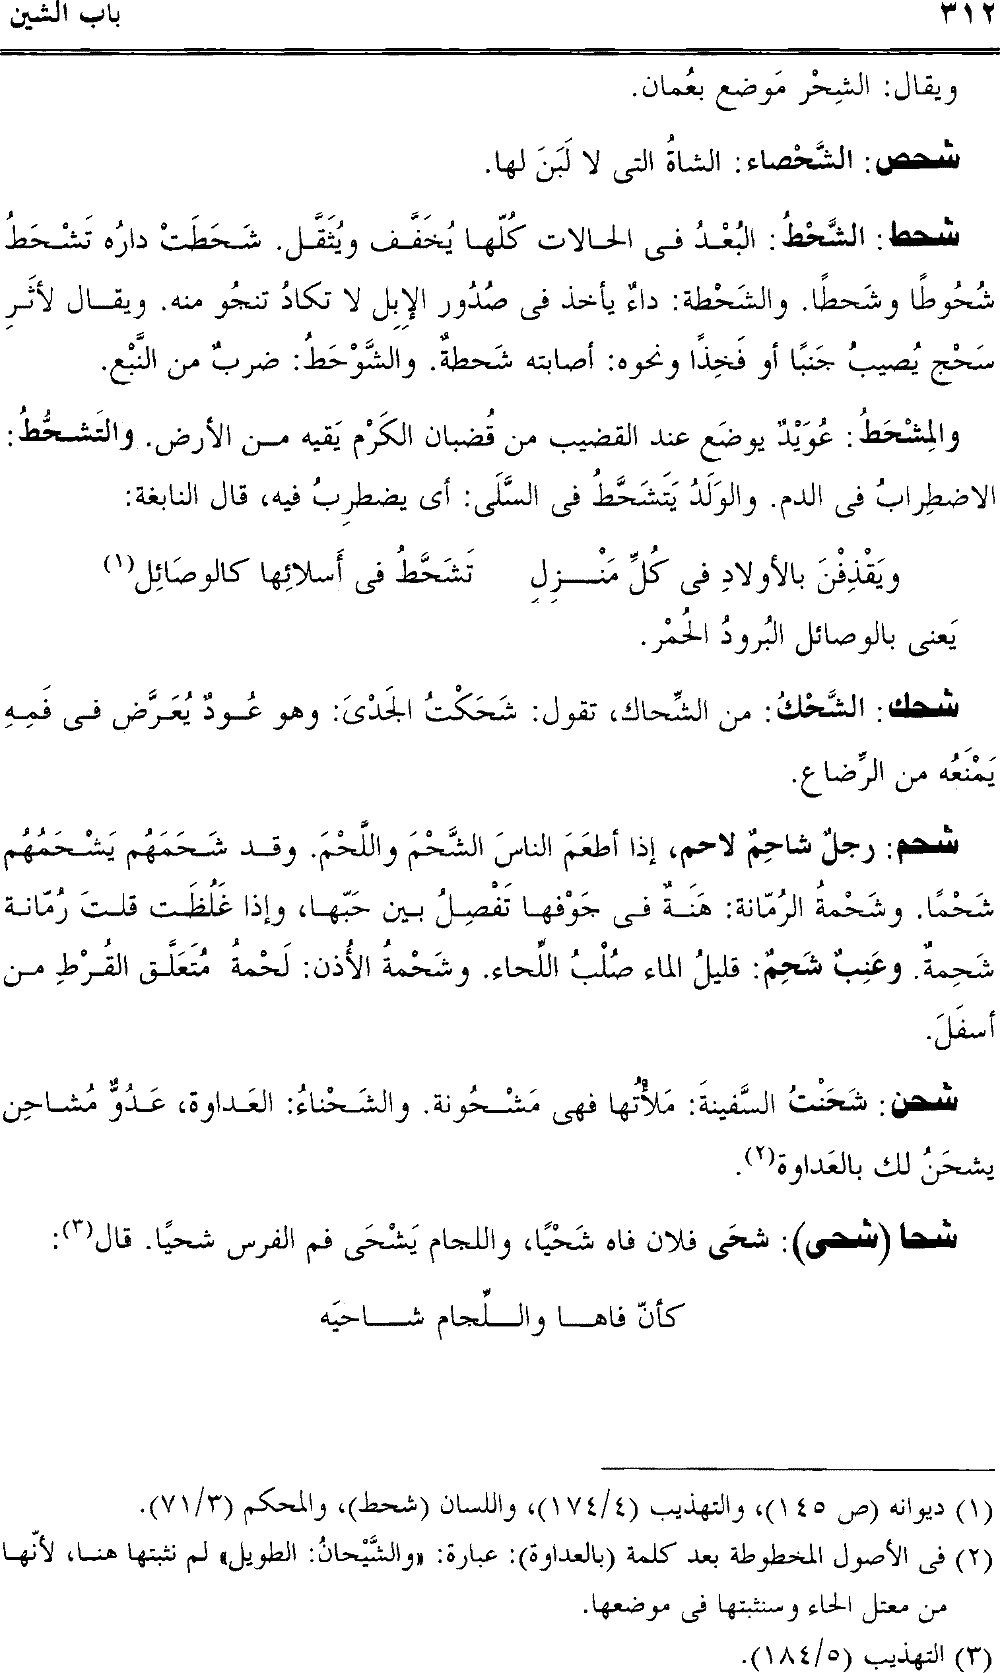 ٣١٢ باب الشين
ويقال: الشِحْر مَوضع بعُمان.
شحص: الشَّحْصاء: الشاةُ التى لا لَبَنَ لها.
شحط: الشَّحْطُ: البُعْدُ فى الحالات كُلّها يُخَفَّف ويُثَقَّل. شَحَطَتْ دارُه تَشْحَطُ
شُحُوطًا وشَحطًا. والشَحْطة: داءٌ يأخذ فى صُدُور الإِبِل لا تكادُ تنجُو منه. ويقال لأثَرِ
سَحْج يُصيبُ جَنبًا أو فَخِذًا ونحوه: أصابته شَحطةٌ. والشَّوْحَطُ: ضربٌ من النَّبْع.
والمِشْحَطُ: عُوَيْدٌ يوضَع عند القضيب من قُضبان الكَرْم يَقيه من الأرض. والتَشحُّطُ:
الاضطِرابُ فى الدم. والوَلَدُ يَتَشَحَّطُ فى السَّلَى: أى يضطرِبُ فيه، قال النابغة:
ويَقْذِفْنَ بالأولادِ فى كُلِّ مَنْزِلِ تَشَحَّطُ فى أَسلائِها كالوصَائِل(١)
يَعنى بالوصائل البُرودُ الحُمْر.
شحك: الشَّحْكُ: من الشِّحاك، تقول: شَحَكْتُ الجَدْىَ: وهو عُودٌ يُعَرَّض فى فَمِهِ
يَمْنَعُه من الرِّضاع.
شحم: رجلٌ شاحِمٌ لاحم، إذا أطعَمَ الناسَ الشَّحْمَ واللَّحْمَ. وقد شَحَمَهُم يَشْحَمُهُم
شَحْمًا. وشَحْمةُ الرُمّانة: هَنَةٌ فى جَوْفها تَفْصِلُ بين حَبّها، وإذا غَلُظَت قلتَ رُمّانة
شَحِمةٌ. وعَنِبٌ شَحِمٌ: قليلُ الماء صُلْبُ اللِّحاء. وشَحْمةُ الأُذن: لَحْمةُ مُتَعَلَّق القُرْطِ من
أسفَلَ.
شحن: شَحَنْتُ السَّفينةَ: مَلأْتُها فهى مَشْحُونة. والشَحْناءُ: العَداوة، عَدُوٌّ مُشاحِن
يشحَنُ لك بالعَداوة(٢).
شحا (شحى): شحَى فلان فاه شَحْيًا، واللجام يَشْحَى فم الفرس شحيًا. قال(٣):
كأنّ فاها واللِّجام شاحيَه
(١) ديوانه (ص ١٤٥)، والتهذيب (١٧٤/٤)، واللسان (شحط)، والمحكم (٧١/٣).
(٢) فى الأصول المخطوطة بعد كلمة (بالعداوة): عبارة: «والشَّيْحانُ: الطويل» لم نثبتها هنا، لأنّها
من معتل الحاء وسنثبتها فى موضعها.
(٣) التهذيب (١٨٤/٥).